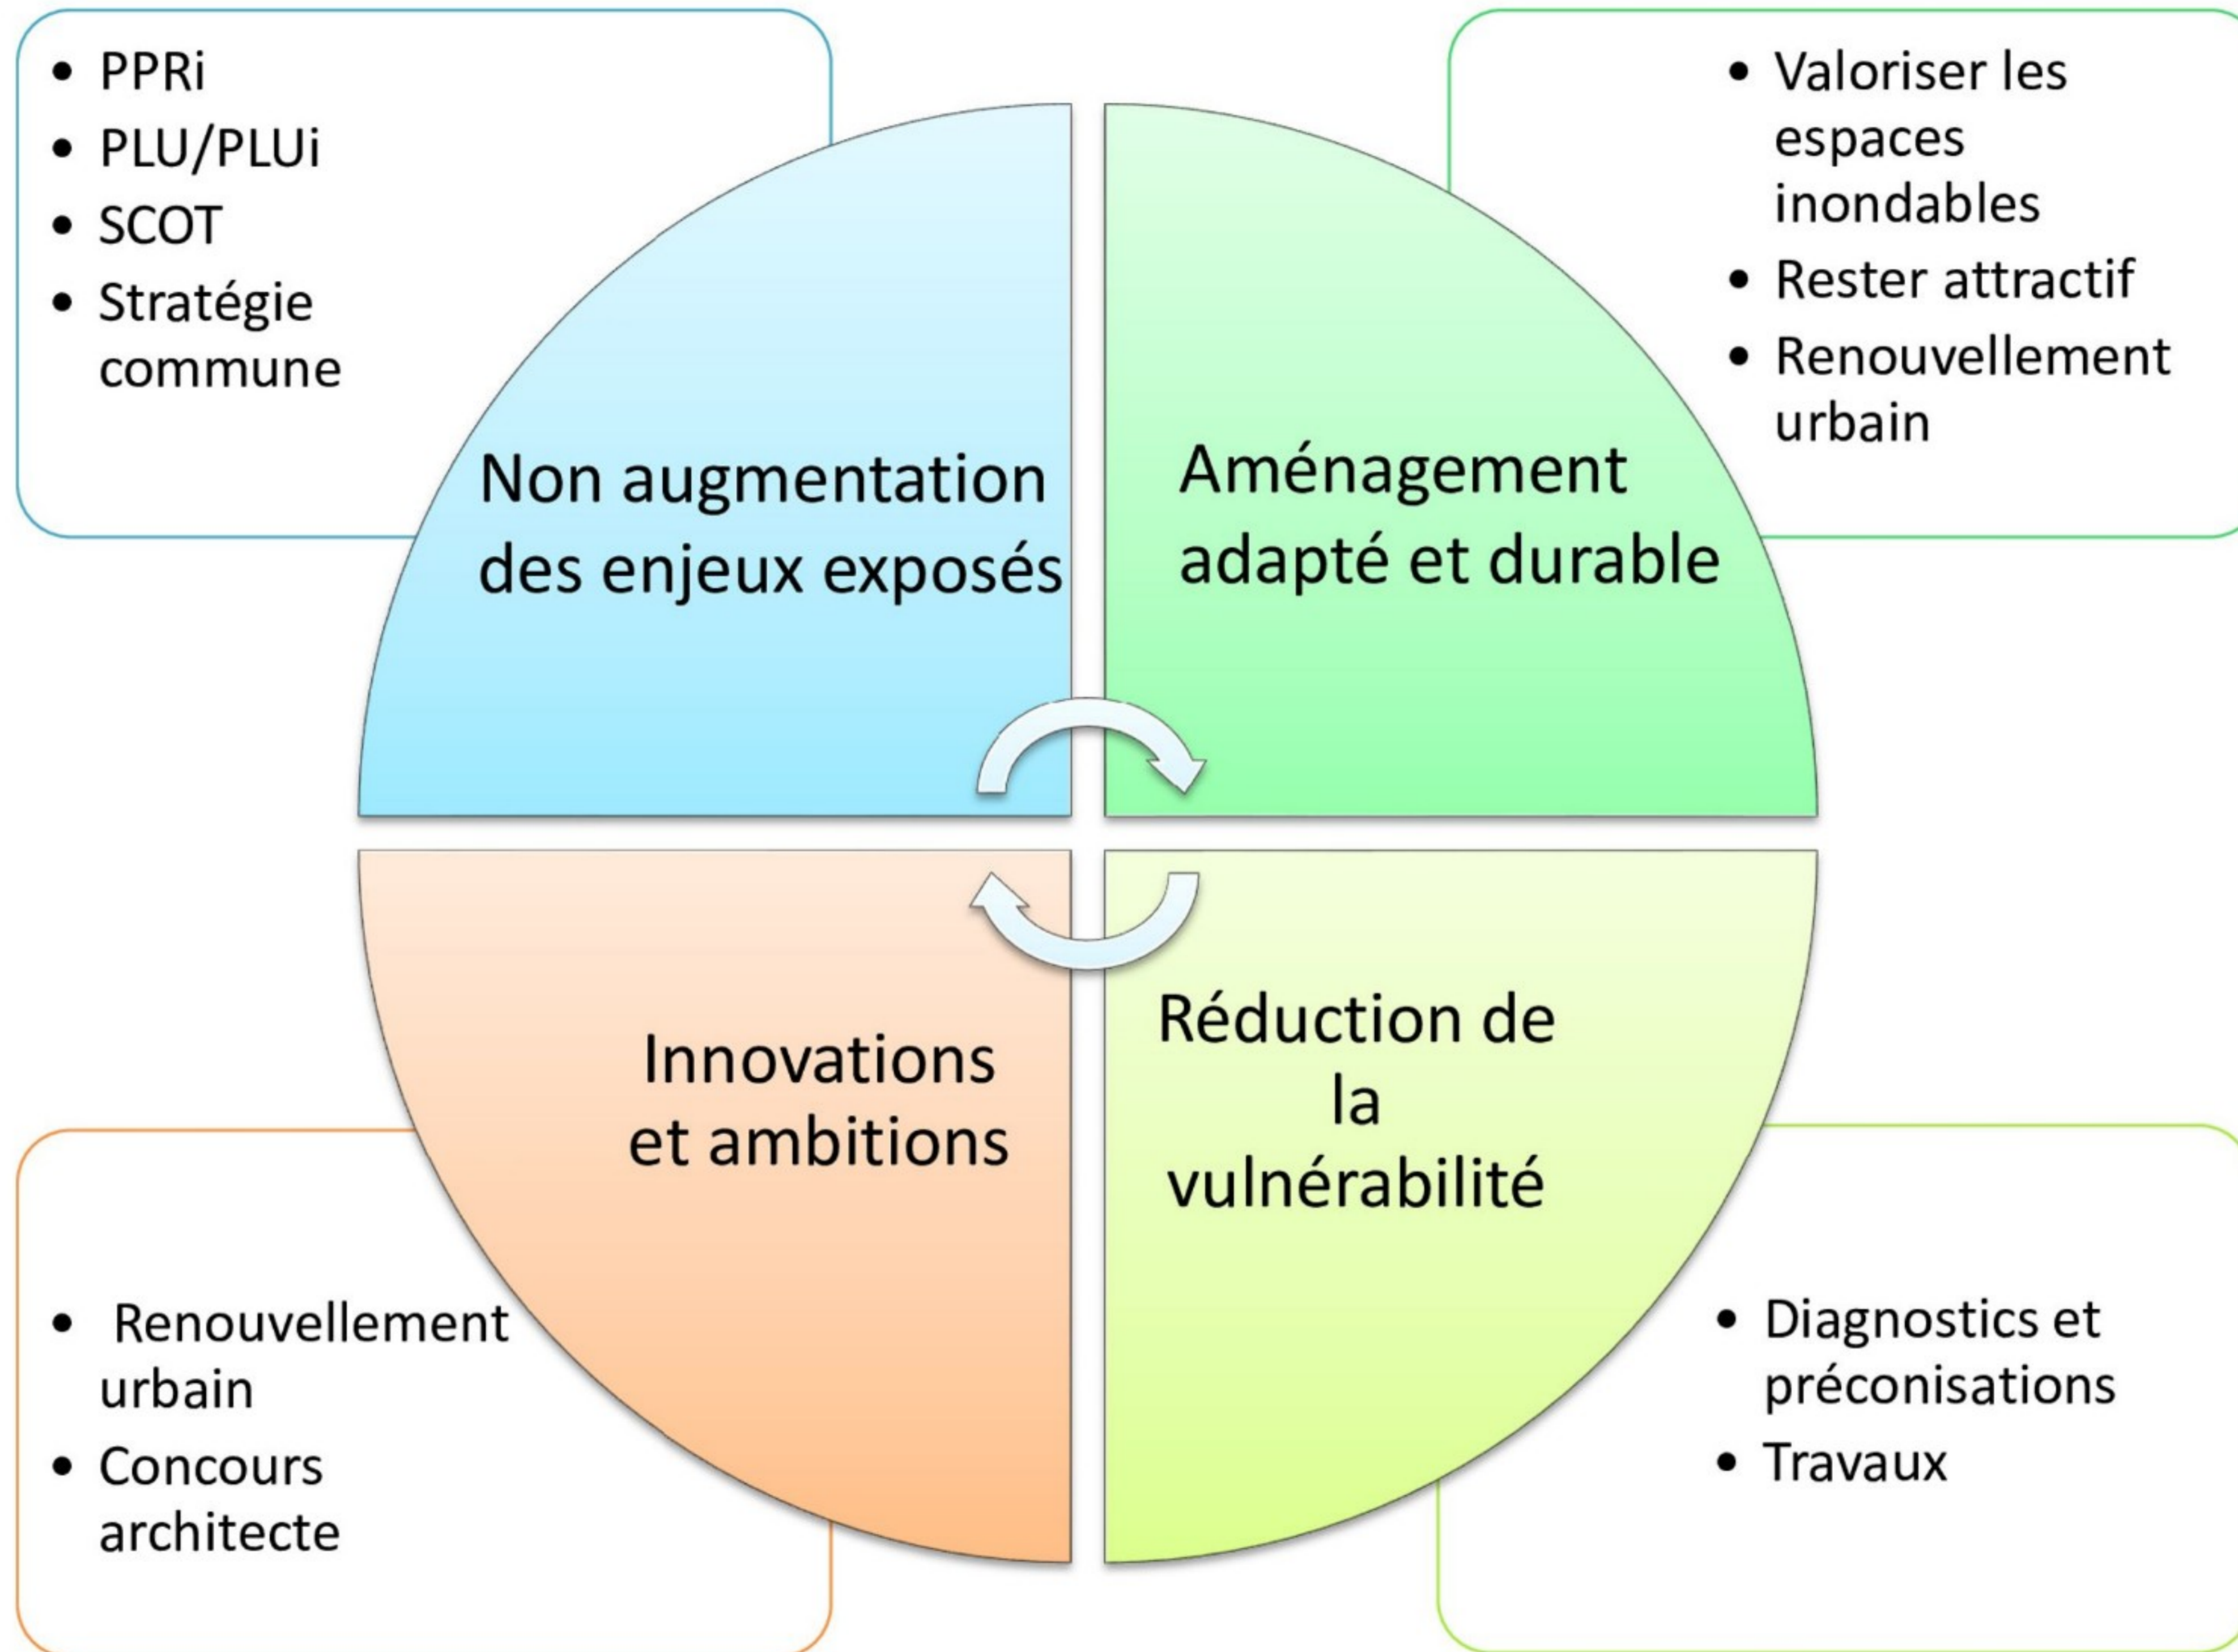 • PPRi
• PLU/PLUi
• SCOT
• Stratégie
commune
Non augmentation
des enjeux exposés
• Valoriser les
espaces
inondables
• Rester attractif
• Renouvellement
urbain
Aménagement
adapté et durable
Innovations
et ambitions
• Renouvellement
urbain
• Concours
architecte
Réduction de
la
vulnérabilité
• Diagnostics et
préconisations
• Travaux